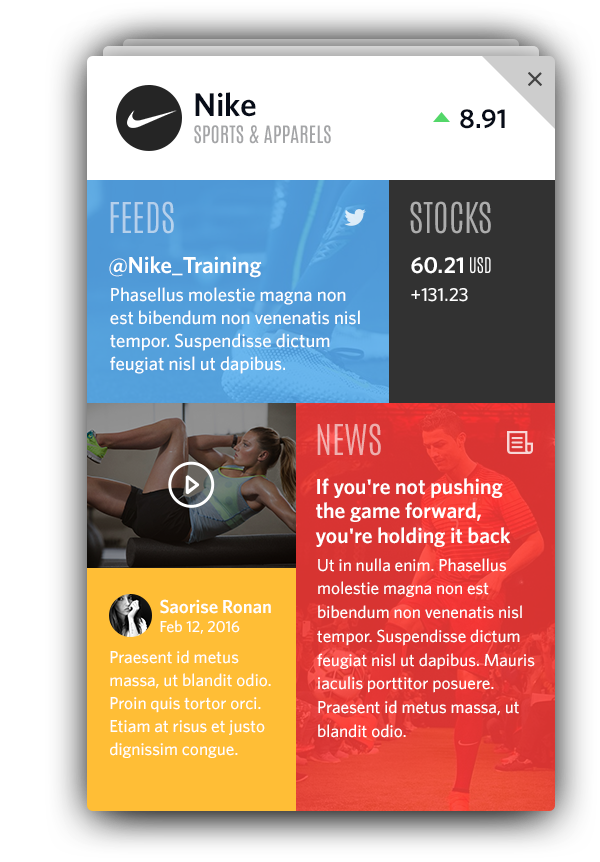 Nike
SPORTS & APPARELS
8.91
FEEDS
@Nike_Training
Phasellus molestie magna non
est bibendum non venenatis nisl
tempor. Suspendisse dictum
feugiat nisl ut dapibus.
STOCKS
60.21 USD
+131.23
NEWS
If you're not pushing
the game forward,
you're holding it back
Ut in nulla enim. Phasellus
molestie magna non est
bibendum non venenatis nisl
tempor. Suspendisse dictum
feugiat nisl ut dapibus. Mauris
iaculis porttitor posuere.
Praesent id metus massa, ut
blandit odio.
Saorise Ronan
Feb 12, 2016
Praesent id metus
massa, ut blandit odio.
Proin quis tortor orci.
Etiam at risus et justo
dignissim congue.